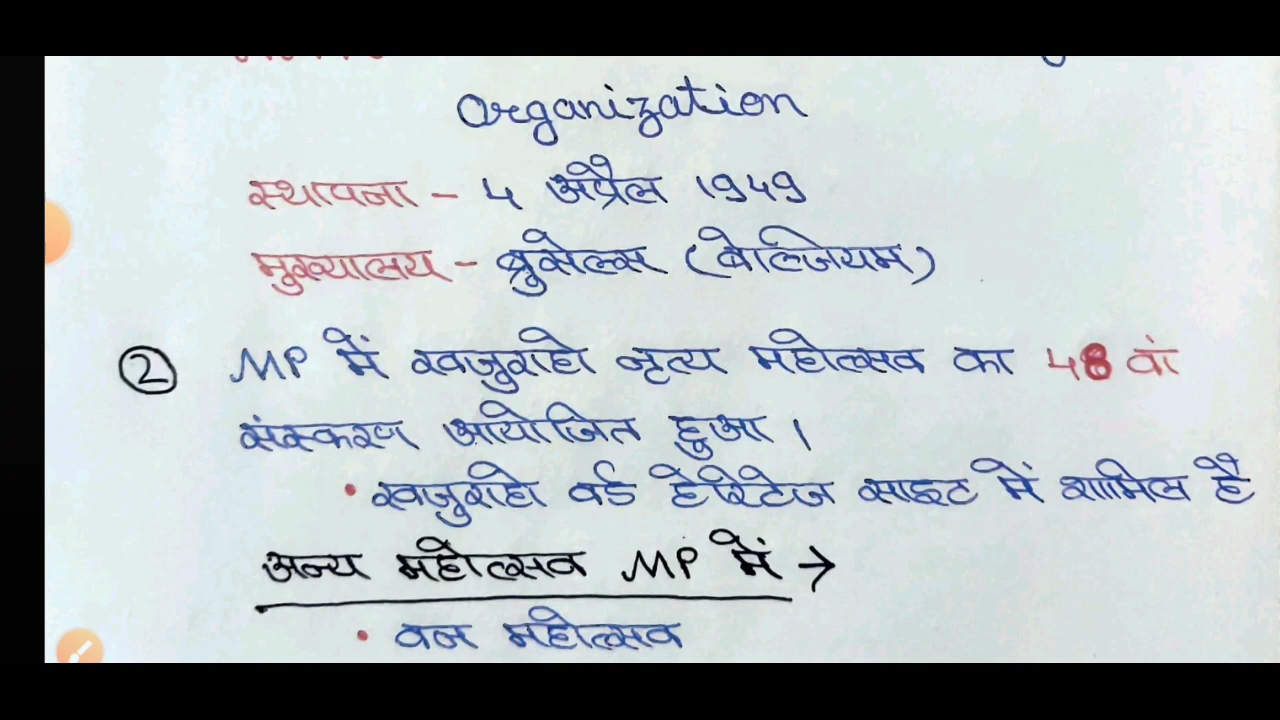 Organization
स्थापना - 4 अप्रैल 1949
मुख्यालय - ब्रुसेल्स (बेल्जियम)
② MP में खजुराहो नृत्य महोत्सव का 48 वां
संस्करण आयोजित हुआ ।
• खजुराहो वर्ड हेरिटेज साइट में शामिल है
अन्य महोत्सव MP में →
• वन महोत्सव